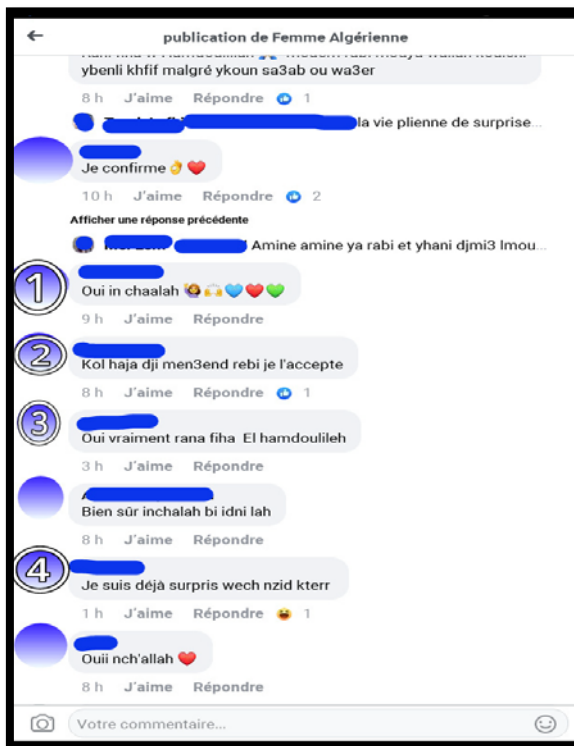 publication de Femme Algérienne
ybenli khfif malgré ykoun sa3ab ou wa3er
8 h J'aime Répondre 1
la vie plienne de surprise...
Je confirme 👌 ❤️
10 h J'aime Répondre 2
Afficher une réponse précédente
Amine amine ya rabi et yhani djmi3 lmou...
1
Oui in chaalah 🙆 🙌 💙 ❤️ 💚
9 h J'aime Répondre
2
Kol haja dji men3end rebi je l'accepte
8 h J'aime Répondre 1
3
Oui vraiment rana fiha El hamdoulileh
3 h J'aime Répondre
Bien sûr inchalah bi idni lah
8 h J'aime Répondre
4
Je suis déjà surpris wech nzid kterr
1 h J'aime Répondre 😆 1
Ouii nch'allah ❤️
8 h J'aime Répondre
Votre commentaire...